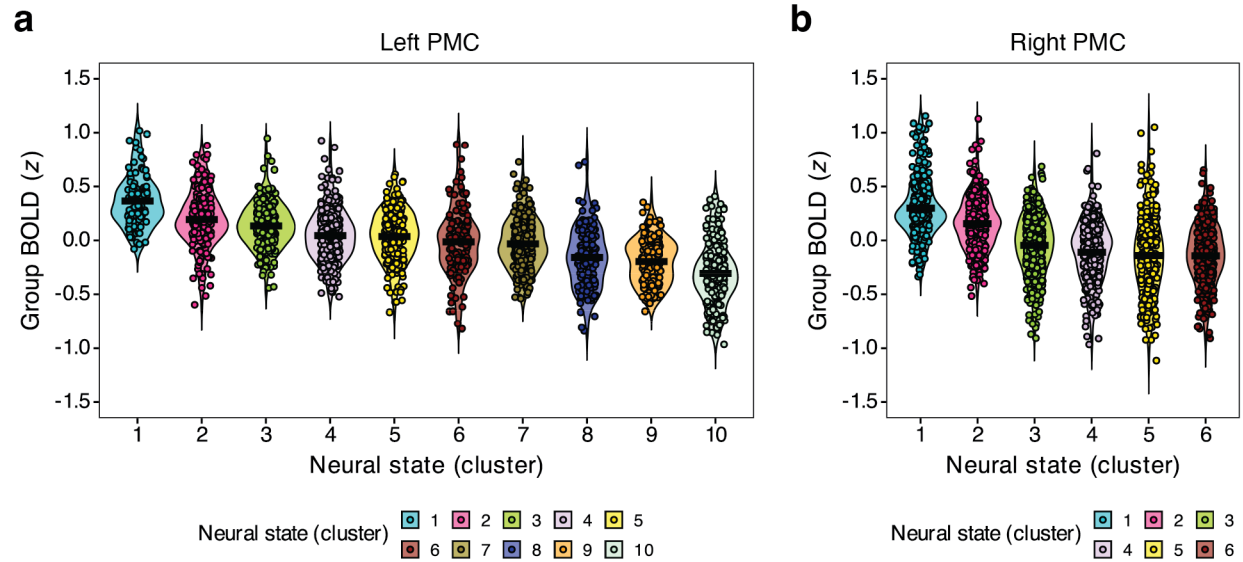 a
Left PMC
Group BOLD (z)
1.5
1.0
0.5
0.0
-0.5
-1.0
-1.5
1 2 3 4 5 6 7 8 9 10
Neural state (cluster)
Neural state (cluster)
1 2 3 4 5
6 7 8 9 10
b
Right PMC
Group BOLD (z)
1.5
1.0
0.5
0.0
-0.5
-1.0
-1.5
1 2 3 4 5 6
Neural state (cluster)
Neural state (cluster)
1 2 3
4 5 6